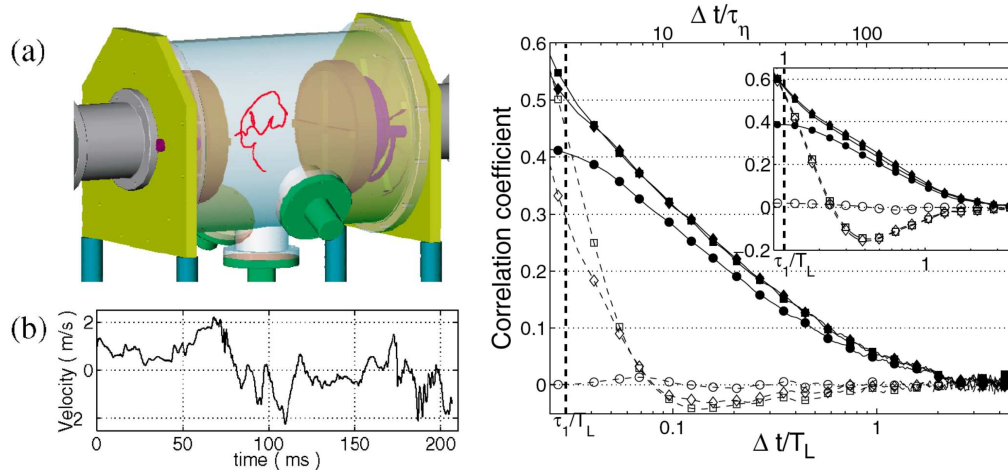 (a)
(b)
Velocity ( m/s )
2
0
2
0
50
100
150
200
time ( ms )
Δ t/τη
10
100
Correlation coefficient
0.6
0.5
0.4
0.3
0.2
0.1
0
τ1/TL
0.1
1
Δ t/TL
1
0.6
0.4
0.2
0
−0.2
τ1/TL
1